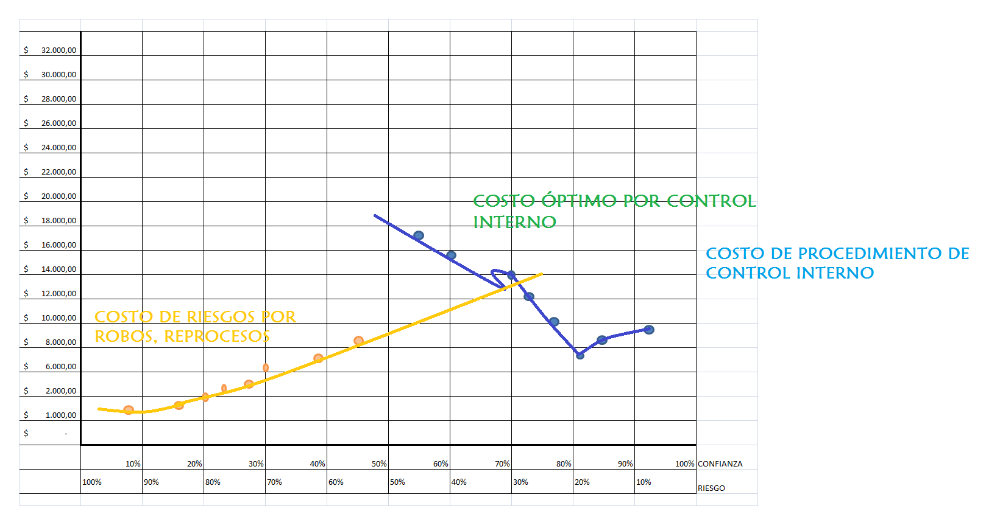 $ 32.000,00
$ 30.000,00
$ 28.000,00
$ 26.000,00
$ 24.000,00
$ 22.000,00
$ 20.000,00
$ 18.000,00
$ 16.000,00
$ 14.000,00
$ 12.000,00
$ 10.000,00
$ 8.000,00
$ 6.000,00
$ 2.000,00
$ 1.000,00
$ -
COSTO ÓPTIMO POR CONTROL
INTERNO
COSTO DE PROCEDIMIENTO DE
CONTROL INTERNO
COSTO DE RIESGOS POR
ROBOS, REPROCESOS
10% 20% 30% 40% 50% 60% 70% 80% 90% 100% CONFIANZA
100% 90% 80% 70% 60% 50% 40% 30% 20% 10% RIESGO